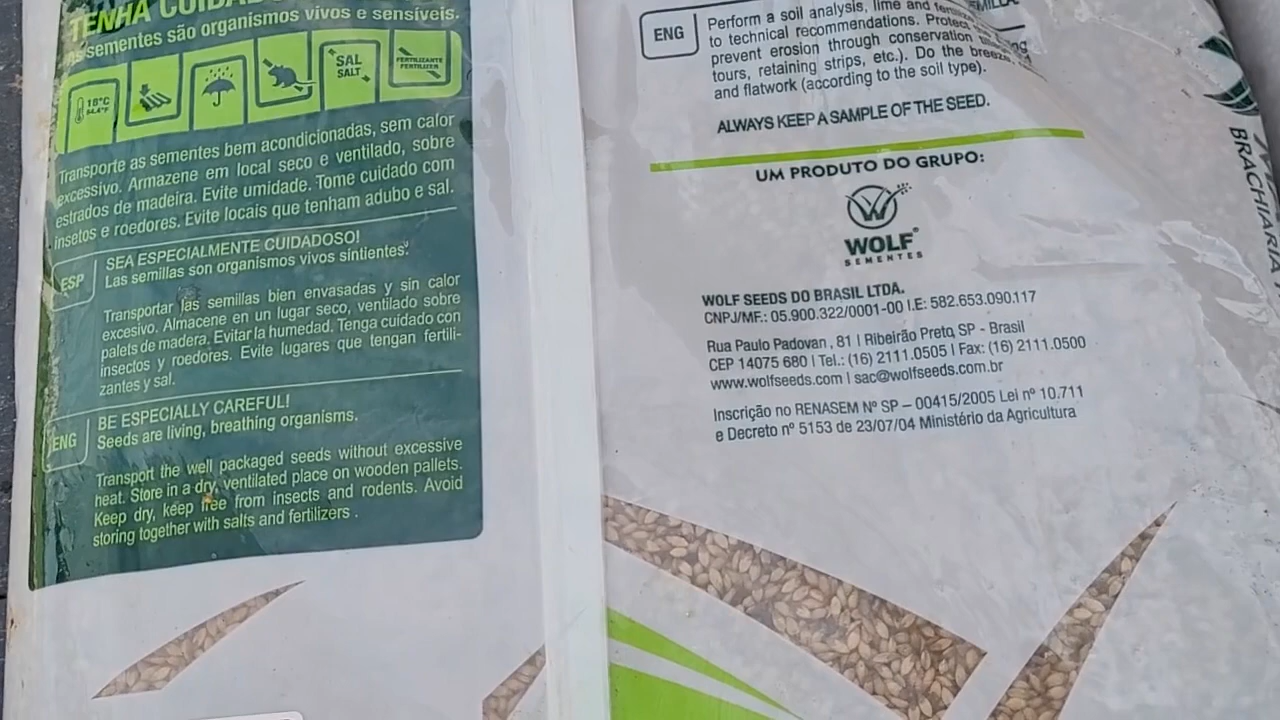 TENHA CUIDADO
As sementes são organismos vivos e sensíveis.
18°C
64.4°F
SAL
SALT
FERTILIZANTE
FERTILIZER
Transporte as sementes bem acondicionadas, sem calor
excessivo. Armazene em local seco e ventilado, sobre
estrados de madeira. Evite umidade. Tome cuidado com
insetos e roedores. Evite locais que tenham adubo e sal.
ESP
SEA ESPECIALMENTE CUIDADOSO!
Las semillas son organismos vivos sintientes.
Transportar las semillas bien envasadas y sin calor
excesivo. Almacene en un lugar seco, ventilado sobre
palets de madera. Evitar la humedad. Tenga cuidado con
insectos y roedores. Evite lugares que tengan fertili-
zantes y sal.
ENG
BE ESPECIALLY CAREFUL!
Seeds are living, breathing organisms.
Transport the well packaged seeds without excessive
heat. Store in a dry, ventilated place on wooden pallets.
Keep dry, keep free from insects and rodents. Avoid
storing together with salts and fertilizers .
ENG
Perform a soil analysis, lime and
to technical recommendations. Protect
prevent erosion through conservation
tours, retaining strips, etc.). Do the
and flatwork (according to the soil type).
ALWAYS KEEP A SAMPLE OF THE SEED.
UM PRODUTO DO GRUPO:
WOLF
SEMENTES
WOLF SEEDS DO BRASIL LTDA.
CNPJ/MF.: 05.900.322/0001-00 I.E: 582.653.090.117
Rua Paulo Padovan , 81 | Ribeirão Preto, SP - Brasil
CEP 14075 680 | Tel.: (16) 2111.0505 | Fax: (16) 2111.0500
www.wolfseeds.com | sac@wolfseeds.com.br
Inscrição no RENASEM Nº SP – 00415/2005 Lei nº 10.711
e Decreto nº 5153 de 23/07/04 Ministério da Agricultura
BRACHIARIA